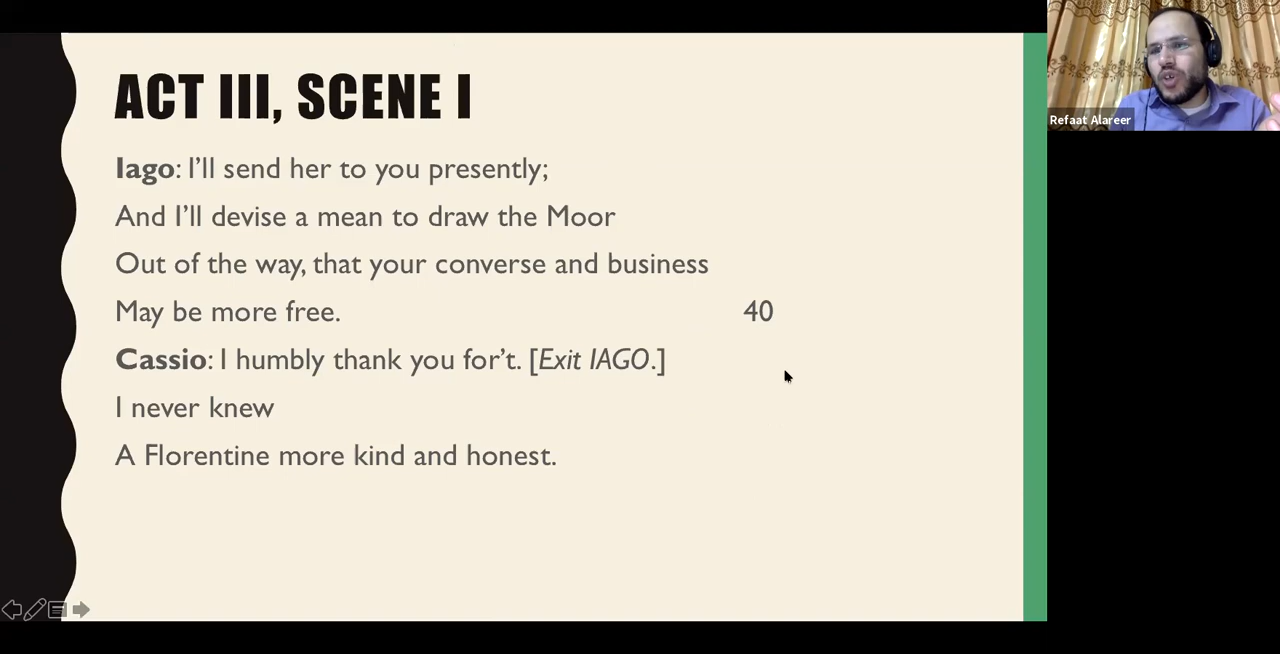 ACT III, SCENE I
Iago: I’ll send her to you presently;
And I’ll devise a mean to draw the Moor
Out of the way, that your converse and business
May be more free. 40
Cassio: I humbly thank you for’t. [Exit IAGO.]
I never knew
A Florentine more kind and honest.
Refaat Alareer